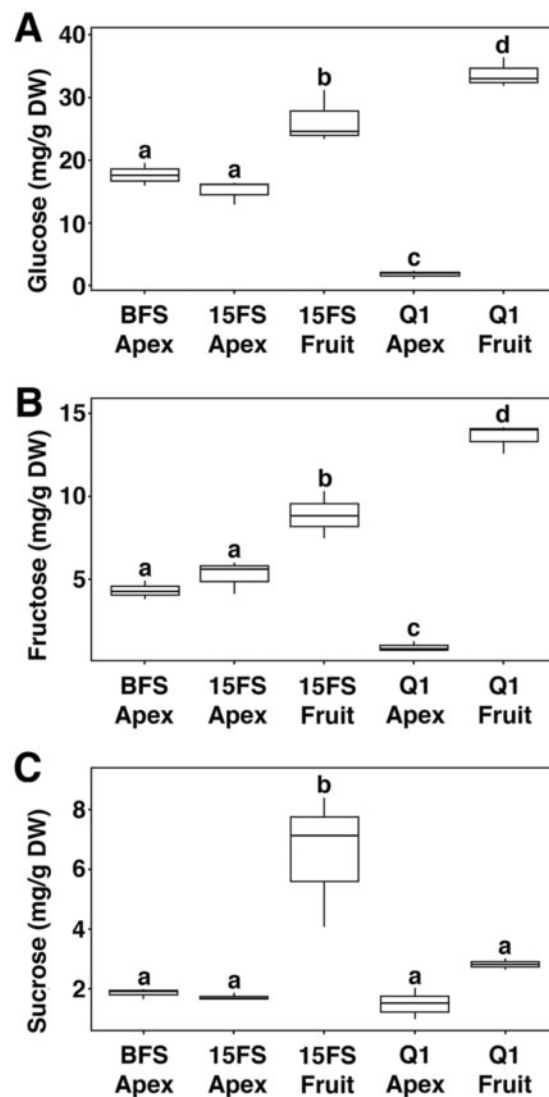 A
Glucose (mg/g DW)
40
30
20
10
0
a
a
b
c
d
BFS 15FS 15FS Q1 Q1
Apex Apex Fruit Apex Fruit
B
Fructose (mg/g DW)
15
10
5
a
a
b
c
d
BFS 15FS 15FS Q1 Q1
Apex Apex Fruit Apex Fruit
C
Sucrose (mg/g DW)
8
6
4
2
a
a
b
a
a
BFS 15FS 15FS Q1 Q1
Apex Apex Fruit Apex Fruit